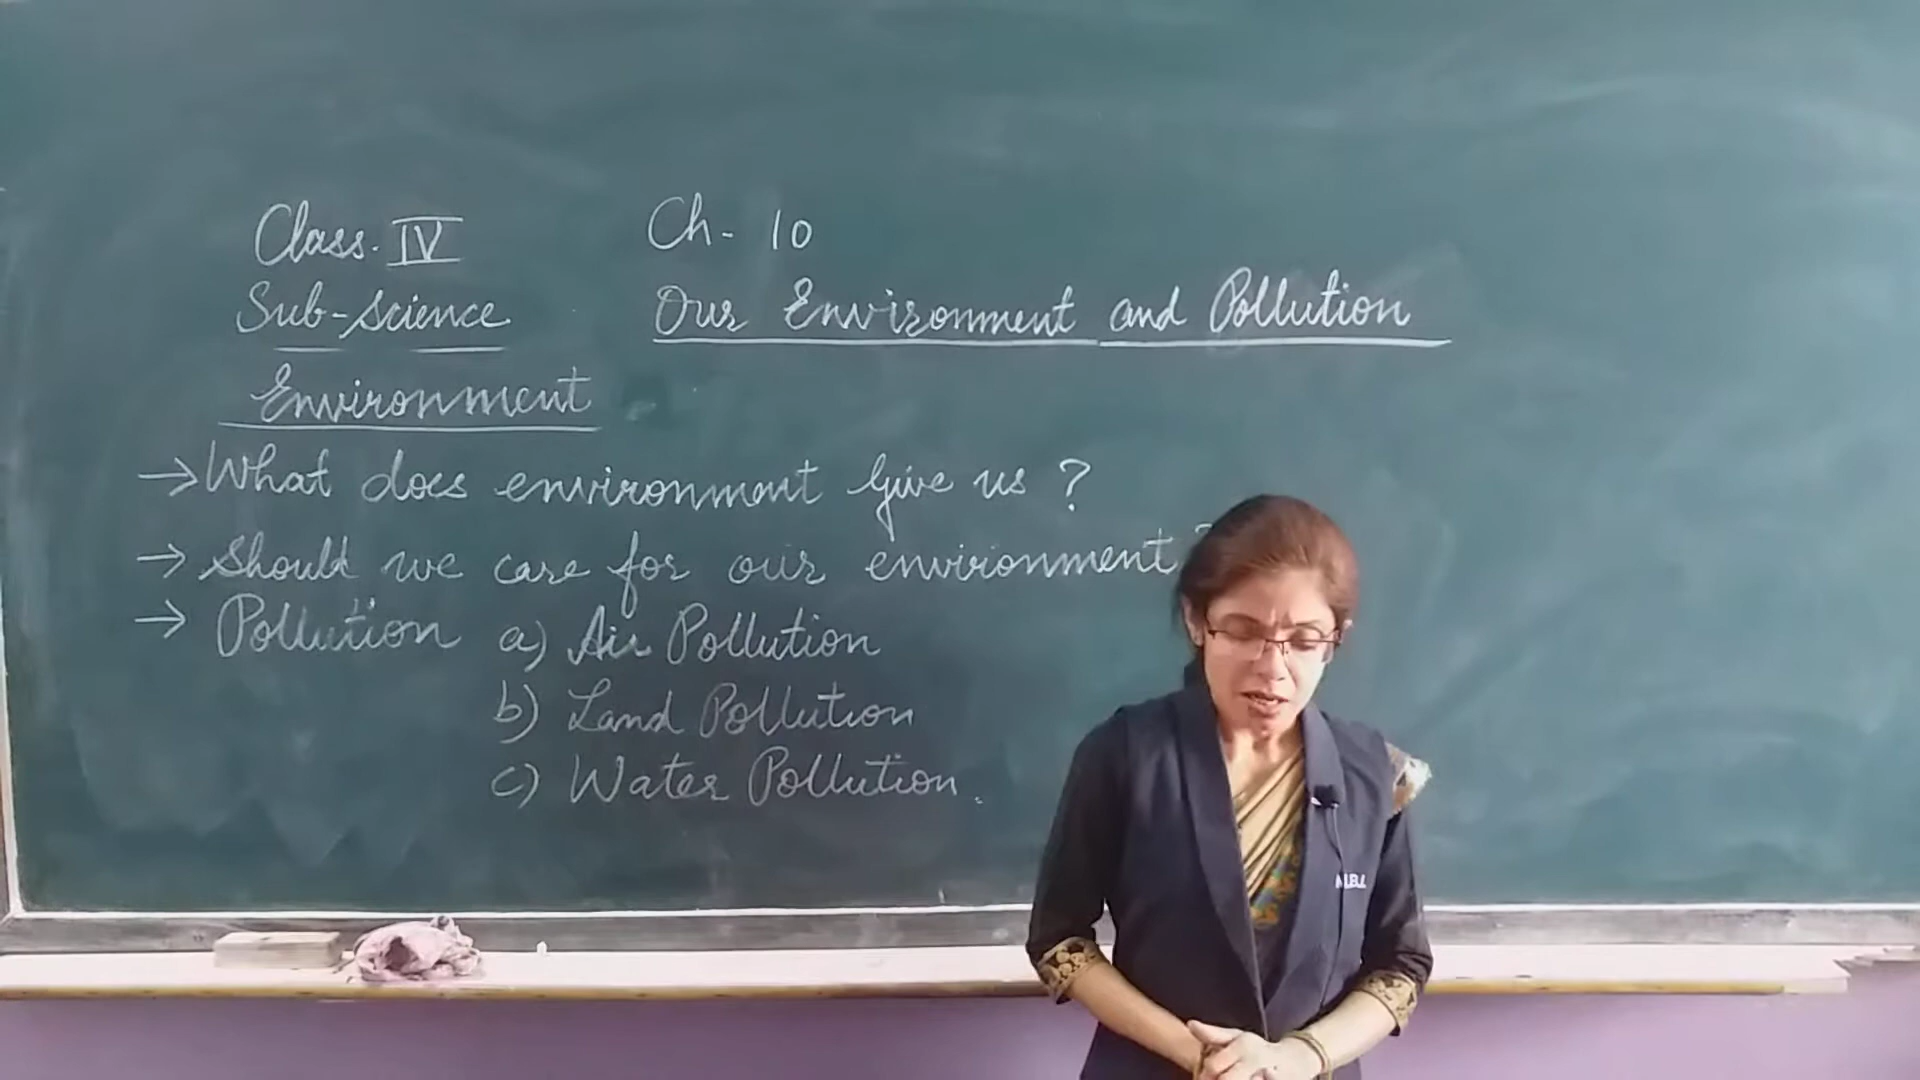 Class. IV
Ch- 10
Sub-science
Our Environment and Pollution
Environment
→ What does environment give us ?
→ Should we care for our environment ?
→ Pollution a) Air Pollution
b) Land Pollution
c) Water Pollution.